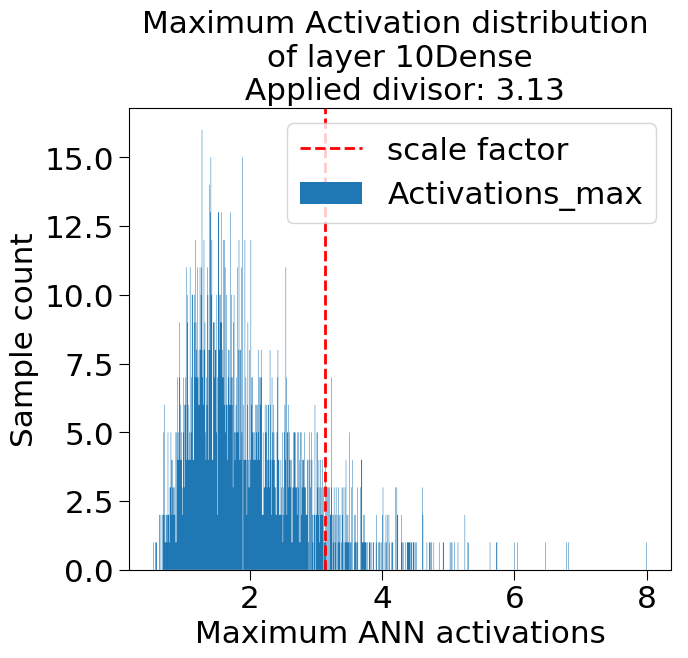 Maximum Activation distribution
of layer 10Dense
Applied divisor: 3.13
scale factor
Activations_max
15.0
12.5
10.0
7.5
5.0
2.5
0.0
Sample count
2 4 6 8
Maximum ANN activations